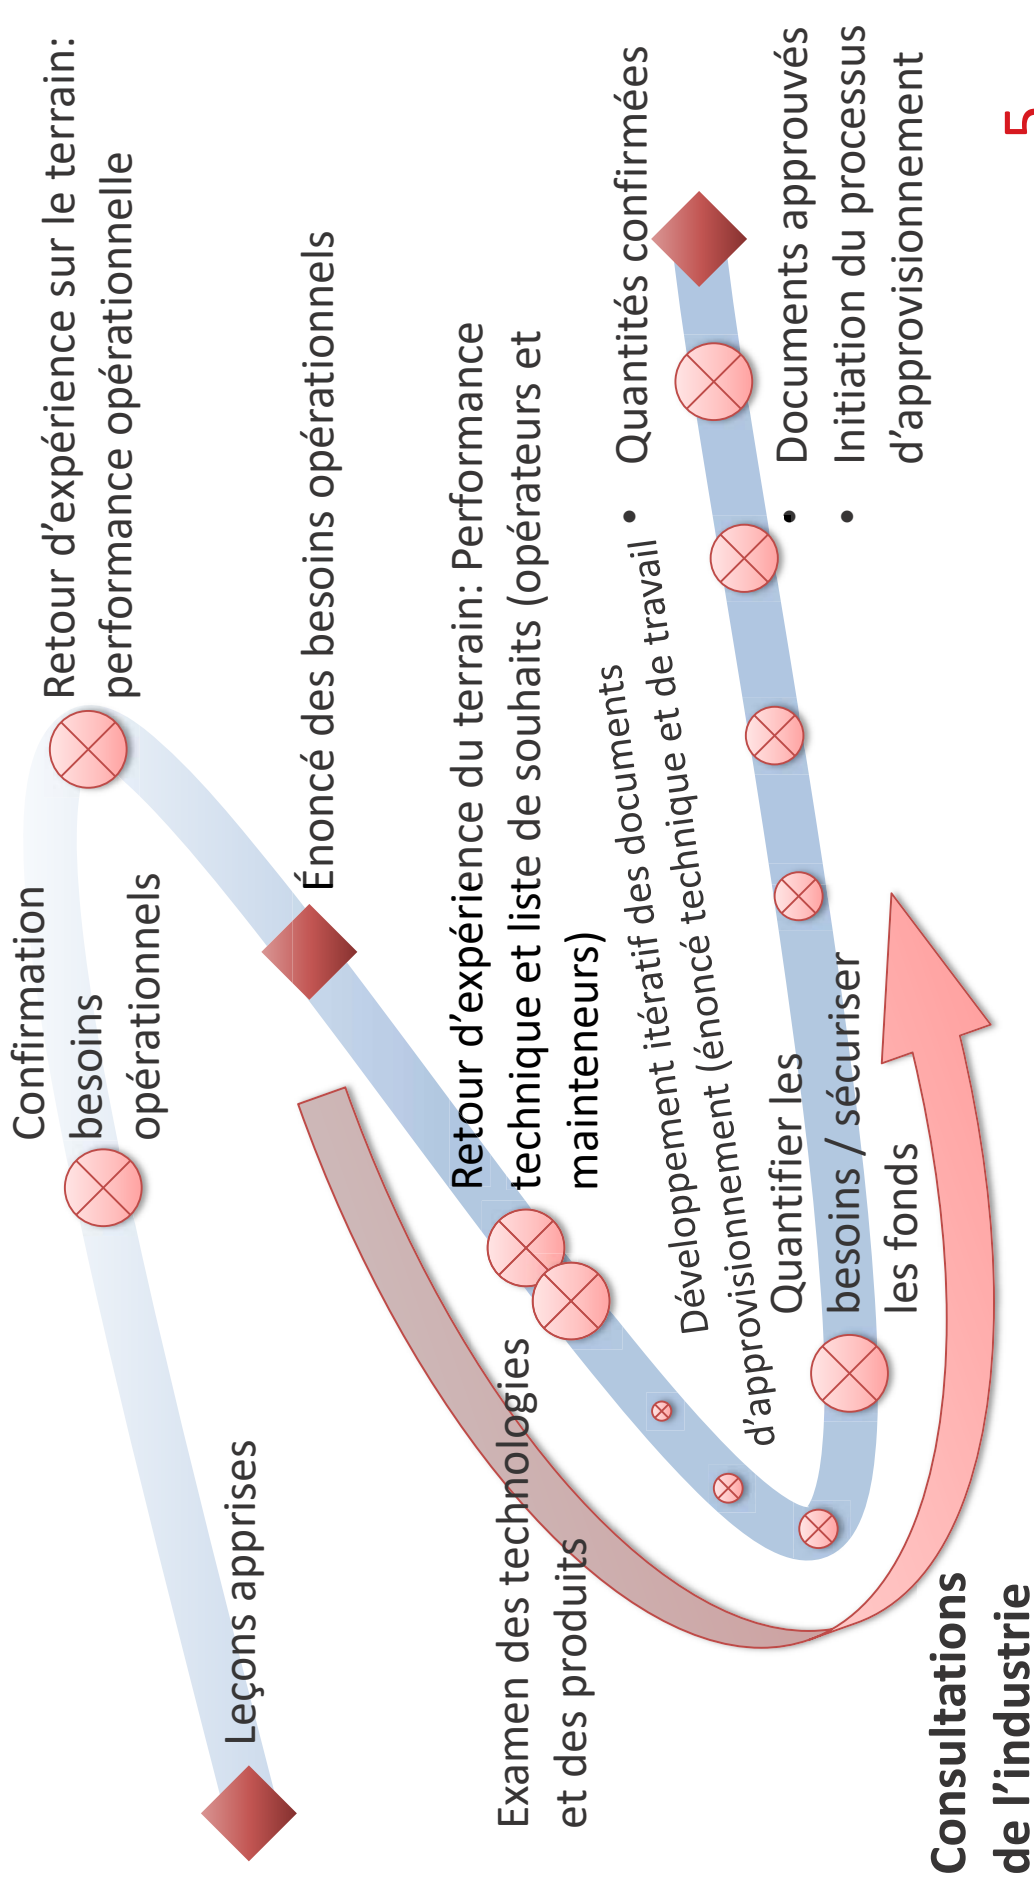 Leçons apprises
Confirmation
besoins
opérationnels
Retour d'expérience sur le terrain:
performance opérationnelle
Énoncé des besoins opérationnels
Retour d'expérience du terrain: Performance
technique et liste de souhaits (opérateurs et
mainteneurs)
Examen des technologies
et des produits
Développement itératif des documents
d'approvisionnement (énoncé technique et de travail
Quantifier les
besoins / sécuriser
les fonds
• Quantités confirmées
• Documents approuvés
• Initiation du processus
d'approvisionnement
Consultations
de l'industrie
5